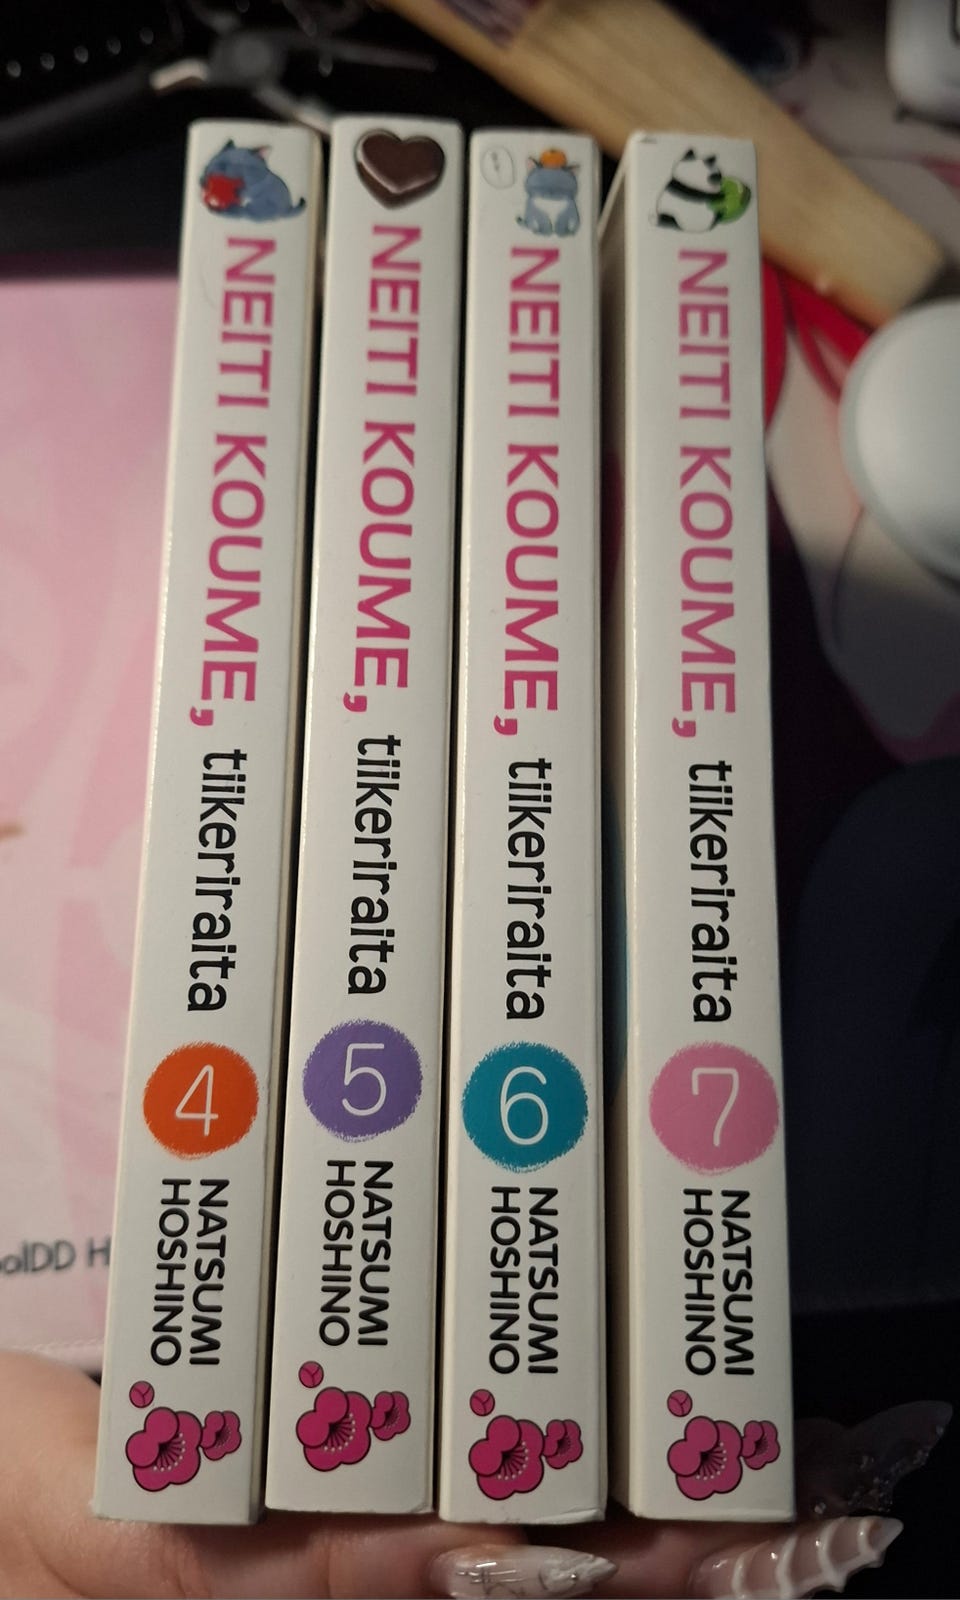 NEITI KOUME, tiikeriraita
4
NATSUMI
HOSHINO
NEITI KOUME, tiikeriraita
5
NATSUMI
HOSHINO
NEITI KOUME, tiikeriraita
6
NATSUMI
HOSHINO
NEITI KOUME, tiikeriraita
7
NATSUMI
HOSHINO